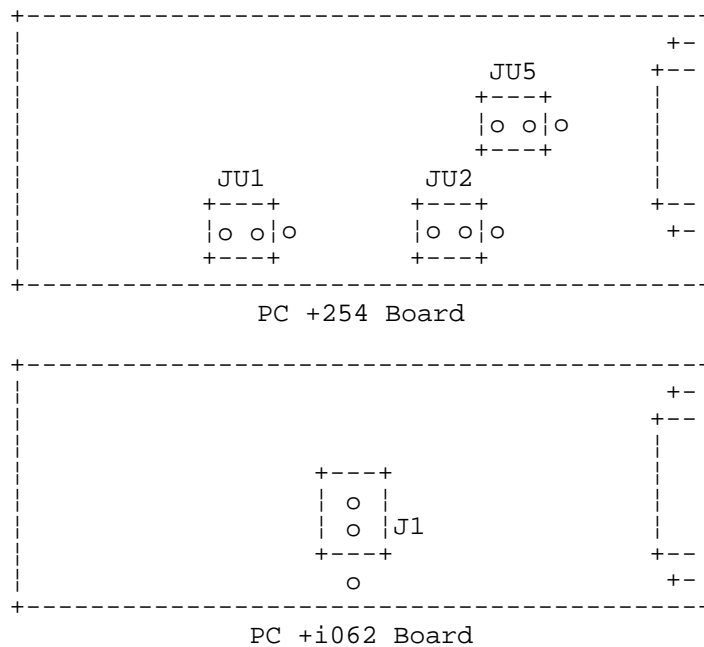 JU5
o o o
JU1 JU2
o o o o o o
PC +254 Board
o
o J1
o
PC +i062 Board